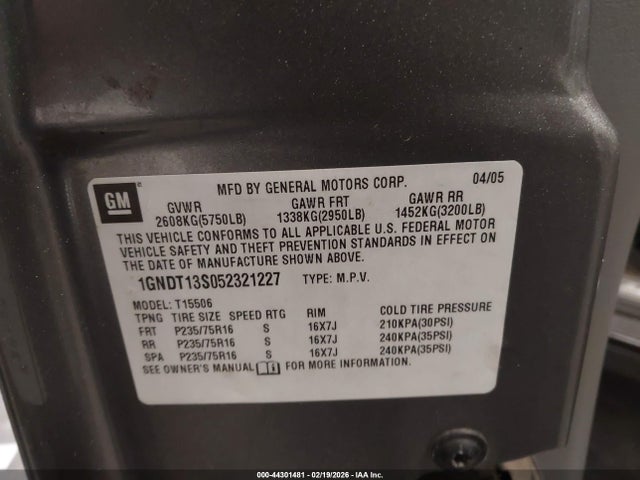 GM
MFD BY GENERAL MOTORS CORP. 04/05
GVWR GAWR FRT GAWR RR
2608KG(5750LB) 1338KG(2950LB) 1452KG(3200LB)
THIS VEHICLE CONFORMS TO ALL APPLICABLE U.S. FEDERAL MOTOR
VEHICLE SAFETY AND THEFT PREVENTION STANDARDS IN EFFECT ON
THE DATE OF MANUFACTURE SHOWN ABOVE.
1GNDT13S052321227 TYPE: M.P.V.
MODEL: T15506
TPNG TIRE SIZE SPEED RTG RIM COLD TIRE PRESSURE
FRT P235/75R16 S 16X7J 210KPA(30PSI)
RR P235/75R16 S 16X7J 240KPA(35PSI)
SPA P235/75R16 S 16X7J 240KPA(35PSI)
SEE OWNER'S MANUAL FOR MORE INFORMATION.
000-44301481 - 02/19/2026 - IAA Inc.